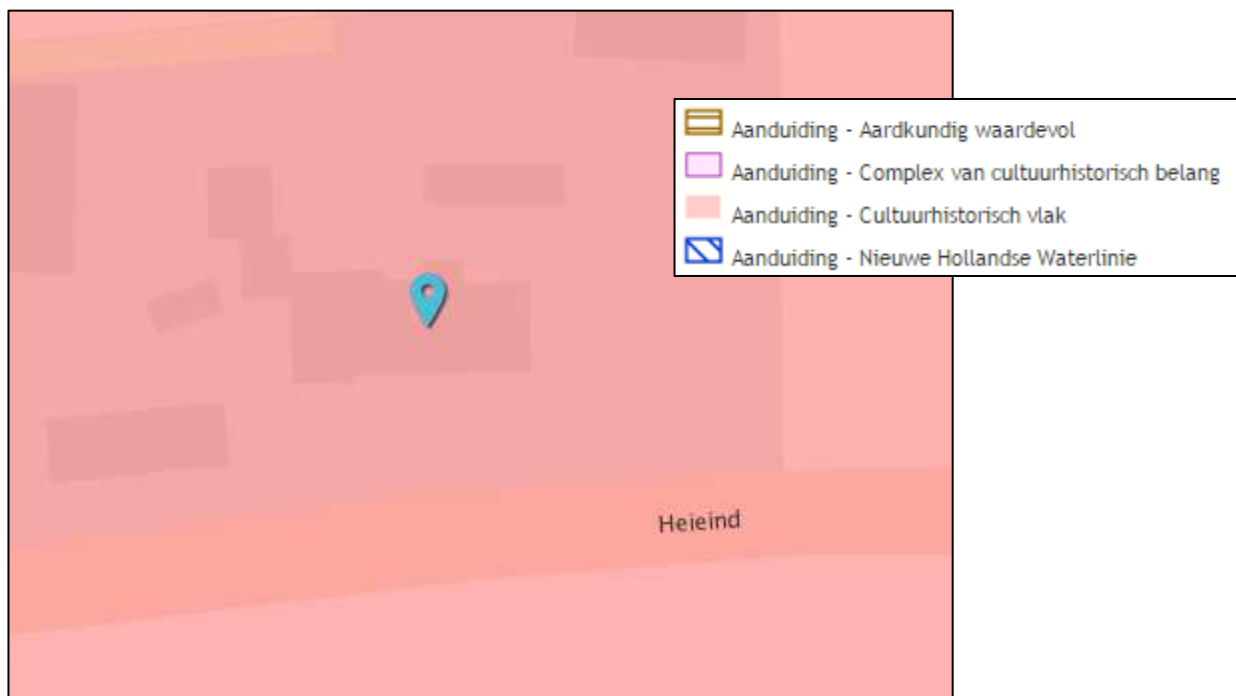 Aanduiding - Aardkundig waardevol
Aanduiding - Complex van cultuurhistorisch belang
Aanduiding - Cultuurhistorisch vlak
Aanduiding - Nieuwe Hollandse Waterlinie
Heieind